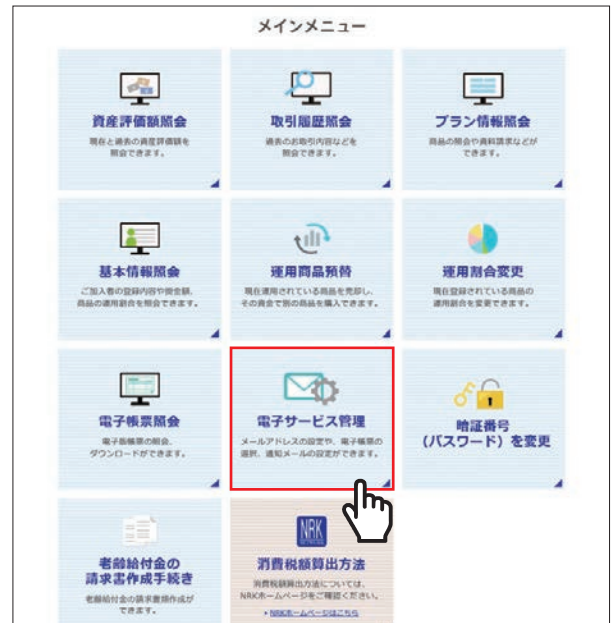 メインメニュー
資産評価額照会
現在と過去の資産評価額を
照会できます。
取引履歴照会
過去のお取引内容などを
照会できます。
プラン情報照会
商品の照会や資料請求などが
できます。
基本情報照会
ご加入者の登録内容や掛金額、
商品の運用割合を照会できます。
運用商品預替
現在運用されている商品を売却し、
その資金で別の商品を購入できます。
運用割合変更
現在登録されている商品の
運用割合を変更できます。
電子帳票照会
電子版帳票の照会、
ダウンロードができます。
電子サービス管理
メールアドレスの設定や、電子帳票の
選択、通知メールの設定ができます。
暗証番号
(パスワード)を変更
老齢給付金の
請求書作成手続き
老齢給付金の請求書類作成が
できます。
NRK
消費税額算出方法
消費税額算出方法については、
NRKホームページをご確認ください。
NRKホームページはこちら